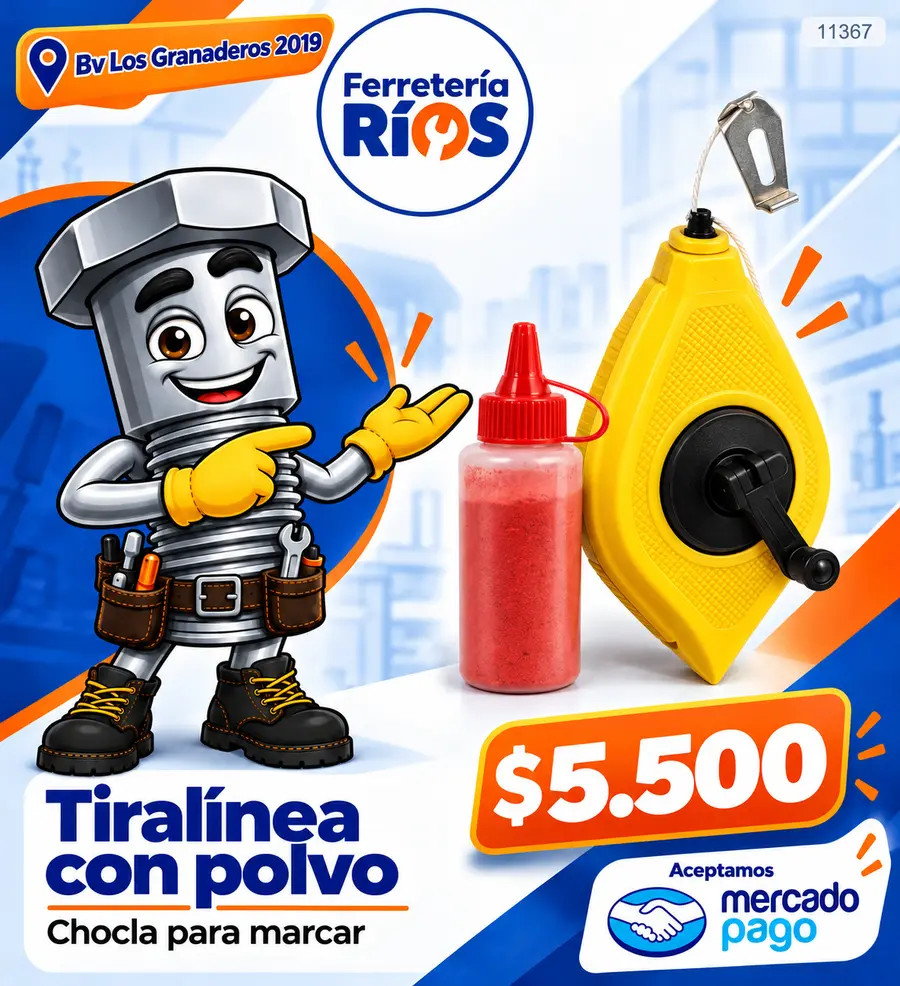 Bv Los Granaderos 2019
Ferretería
RÍOS
11367
Tiralínea
con polvo
Chocla para marcar
$5.500
Aceptamos
mercado
pago